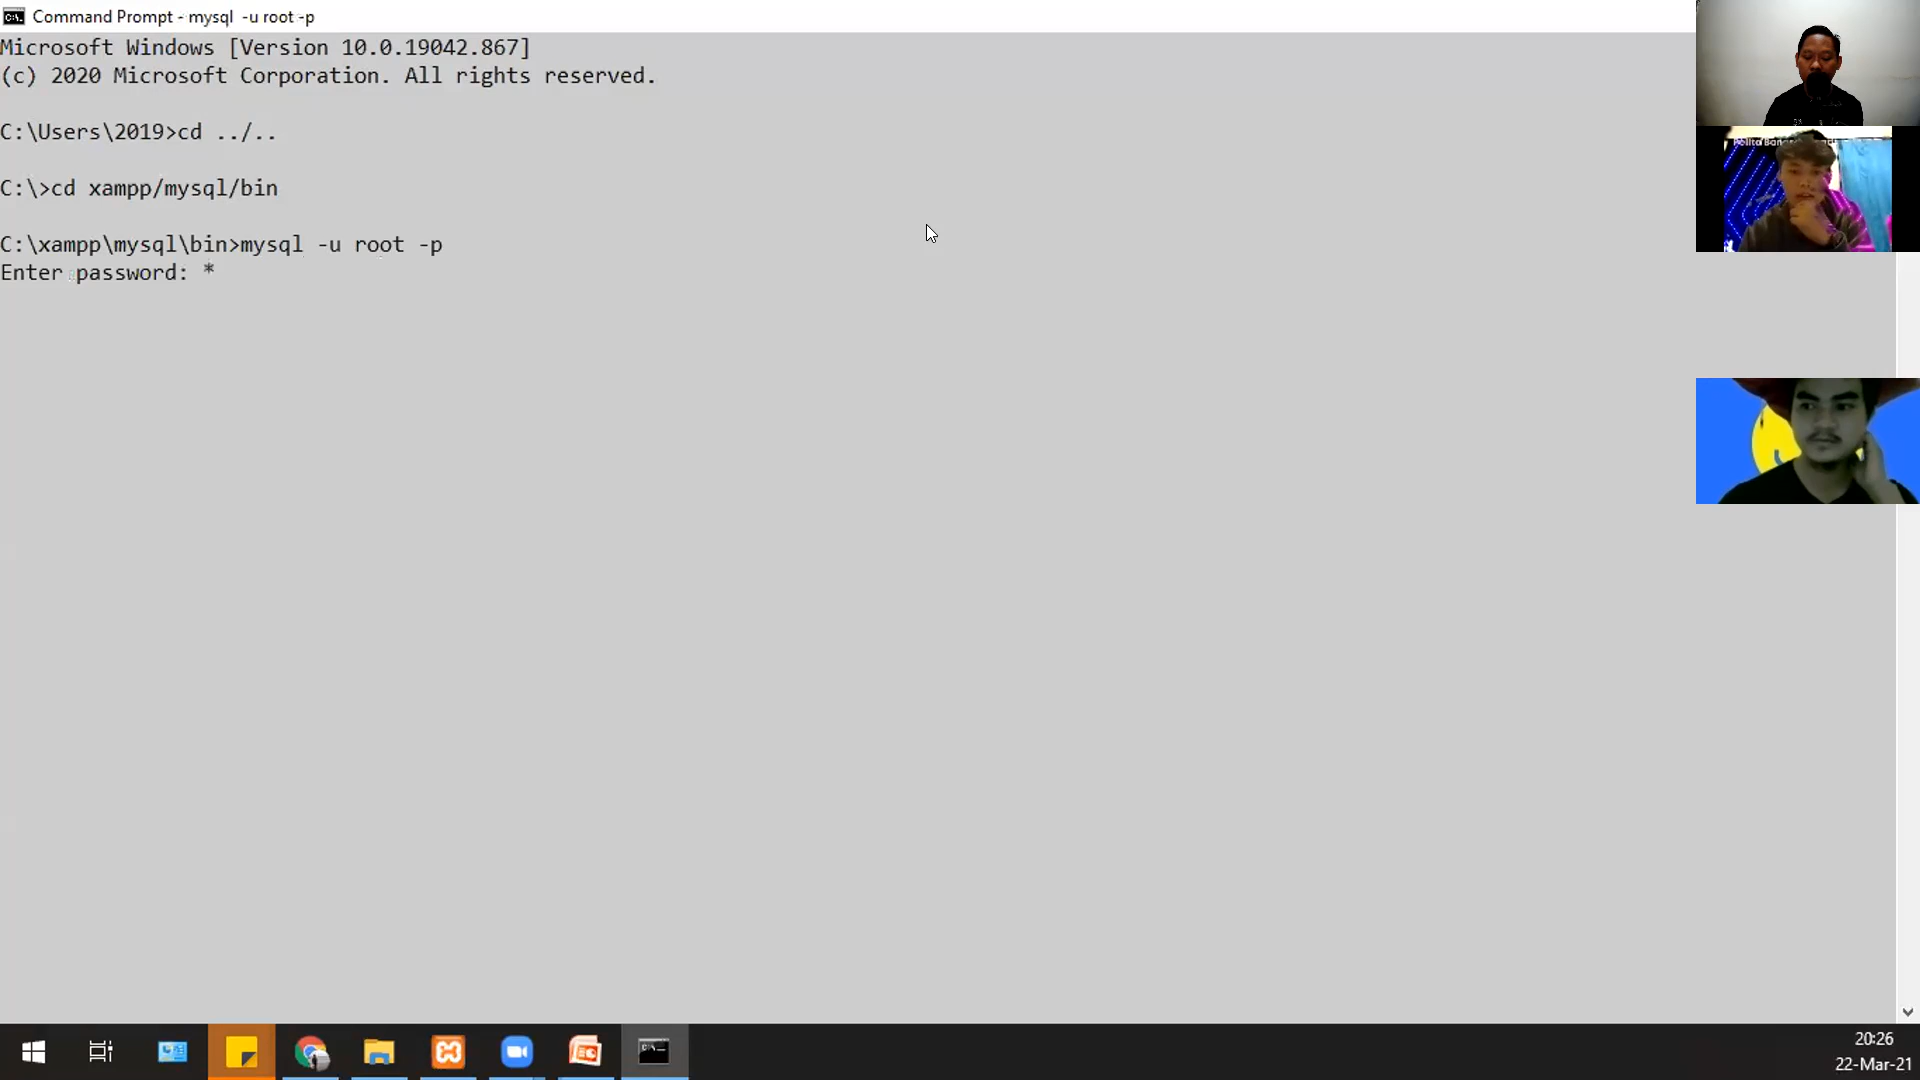 Command Prompt - mysql  -u root -p
Microsoft Windows [Version 10.0.19042.867]
(c) 2020 Microsoft Corporation. All rights reserved.
C:\Users\2019>cd ../..
C:\>cd xampp/mysql/bin
C:\xampp\mysql\bin>mysql -u root -p
Enter password: *
20:26
22-Mar-21